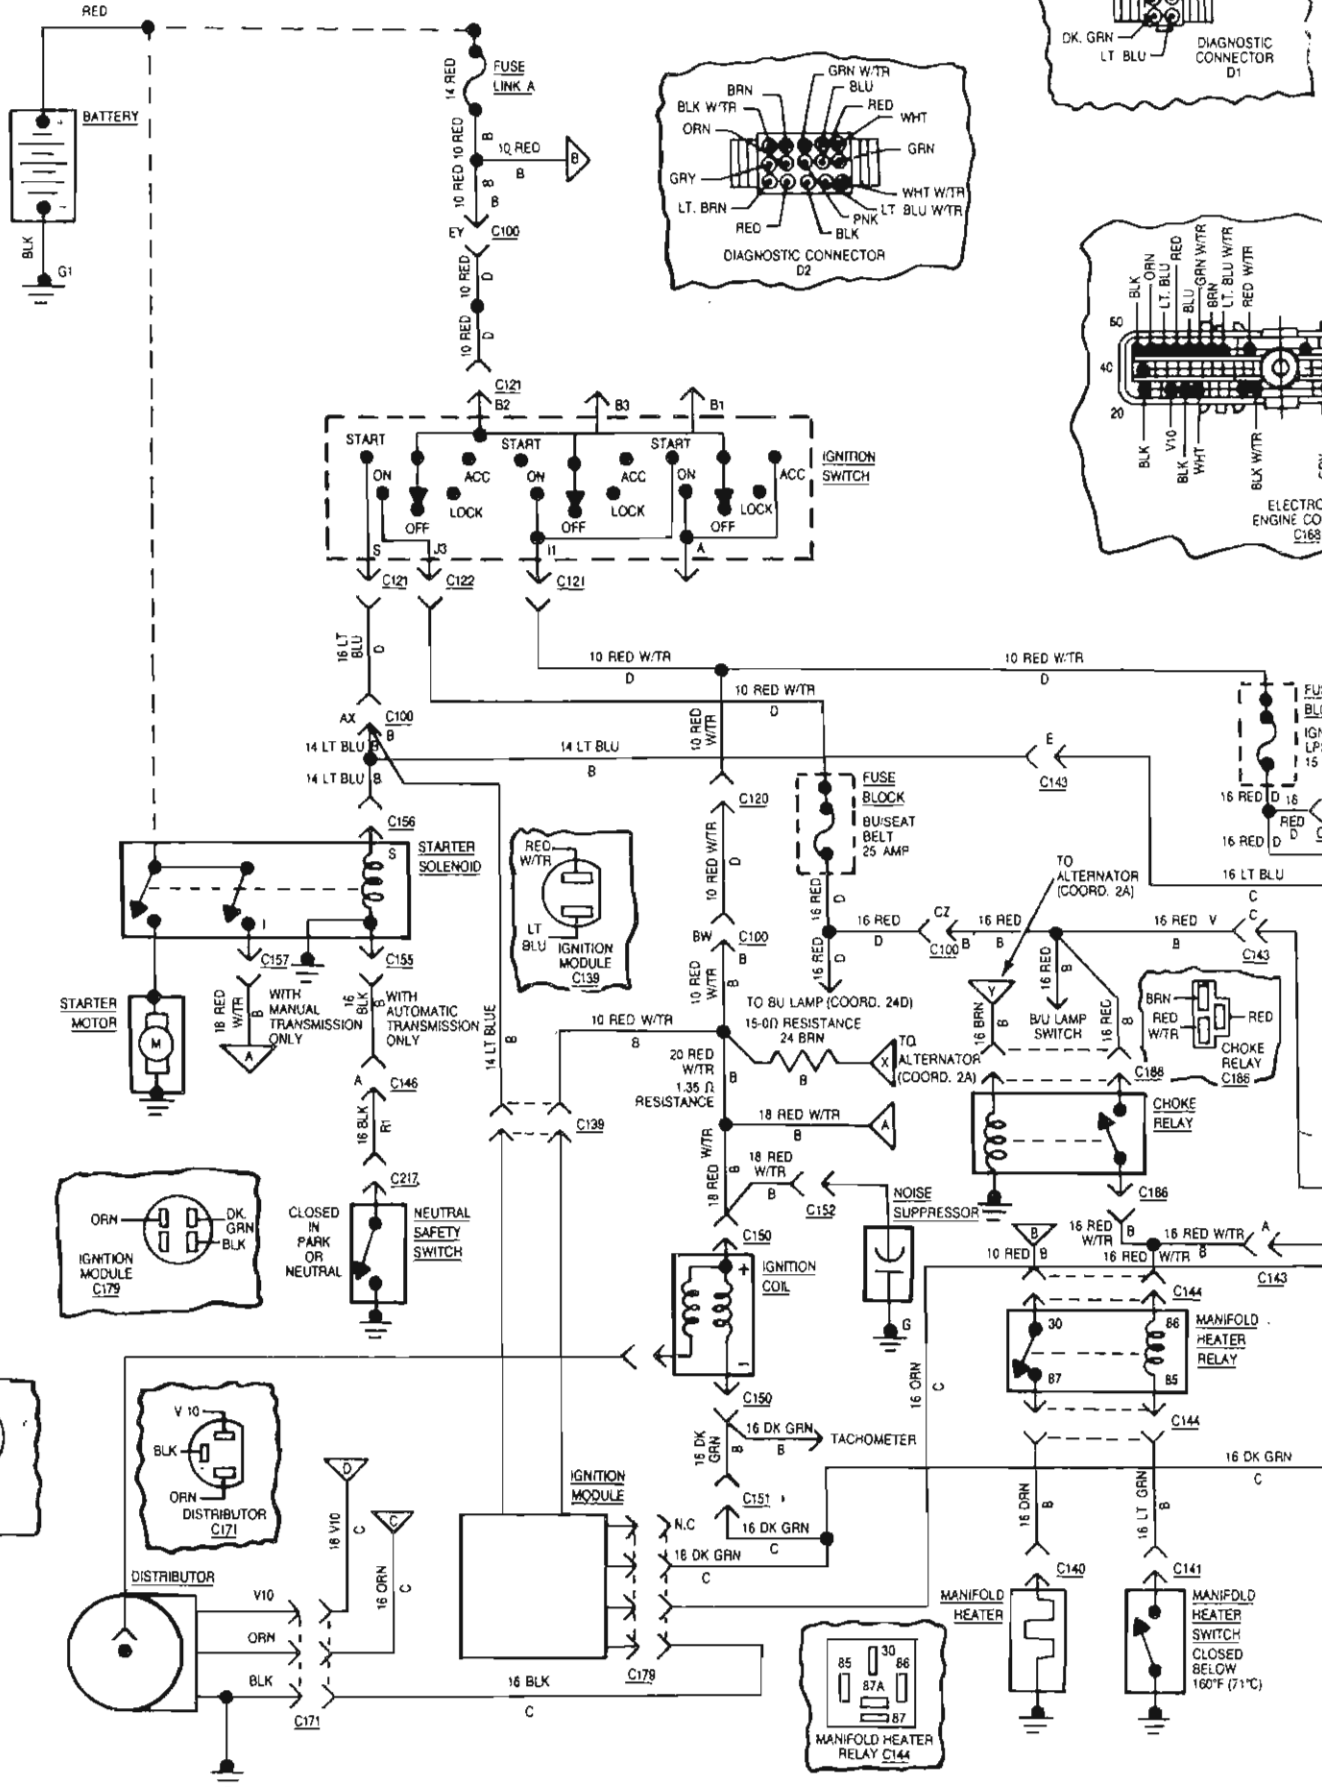 RED
BATTERY
+
-
BLK
G1
14 RED
FUSE
LINK A
10 RED
10 RED
B
B
B
10 RED
B
B
EY
C100
10 RED
D
10 RED
D
C121
B2
B3
B1
BRN
GRN W/TR
BLU
BLK W/TR
RED
ORN
WHT
GRN
GRY
WHT W/TR
LT. BRN
LT BLU W/TR
PNK
RED
BLK
DIAGNOSTIC CONNECTOR
D2
DK. GRN
LT BLU
DIAGNOSTIC
CONNECTOR
D1
BLK
ORN
LT. BLU
RED
BLU
GRN W/TR
BRN
LT. BLU W/TR
RED W/TR
40
20
BLK
V10
BLK
WHT
BLK W/TR
ELECTRO
ENGINE CO
C168
START
ON
ACC
LOCK
OFF
START
ON
ACC
LOCK
OFF
START
ON
ACC
LOCK
OFF
IGNITION
SWITCH
S
J3
I1
A
C121
C122
C121
16 LT
BLU
D
10 RED W/TR
D
10 RED W/TR
D
10 RED W/TR
D
AX
C100
B
14 LT BLU
B
14 LT BLU
B
14 LT BLU
B
10 RED
W/TR
E
C143
C120
FUSE
BLOCK
BU/SEAT
BELT
25 AMP
FU
BL
IGN
15
16 RED
D
18
RED
D
16 RED
D
C156
S
STARTER
SOLENOID
I
RED
W/TR
LT
BLU
IGNITION
MODULE
C139
10 RED W/TR
D
16 RED
D
16 RED
D
16 RED
D
CZ
C100
B
16 RED
B
TO
ALTERNATOR
(COORD. 2A)
16 LT BLU
C
16 RED
V
B
C
C143
BW
C100
B
10 RED
W/TR
TO BU LAMP (COORD. 24D)
C157
C155
STARTER
MOTOR
M
18 RED
W/TR
B
WITH
MANUAL
TRANSMISSION
ONLY
A
16
BLK
B
WITH
AUTOMATIC
TRANSMISSION
ONLY
14 LT BLUE
B
10 RED W/TR
B
24 BRN
B
X
TO
ALTERNATOR
(COORD. 2A)
20 RED
W/TR
1.35 Ω
RESISTANCE
B
Y
16 BRN
B
16 RED
B
B/U LAMP
SWITCH
16 RED
B
BRN
RED
W/TR
RED
CHOKE
RELAY
C186
CHOKE
RELAY
A
C146
16 BLK
R1
C217
C139
18 RED W/TR
B
A
18 RED
W/TR
B
18 RED
W/TR
B
C152
NOISE
SUPPRESSOR
G
C186
ORN
DK.
GRN
BLK
IGNITION
MODULE
C179
CLOSED
IN
PARK
OR
NEUTRAL
NEUTRAL
SAFETY
SWITCH
C150
+
IGNITION
COIL
C150
B
10 RED
B
16 RED
W/TR
B
16 RED
W/TR
16 RED W/TR
B
A
C143
C144
30
86
87
85
MANIFOLD
HEATER
RELAY
C144
16 ORN
C
V 10
BLK
ORN
DISTRIBUTOR
C171
D
16 V10
C
C
16 ORN
C
16 DK
GRN
B
16 DK GRN
B
TACHOMETER
C151
16 DK GRN
C
16 DK GRN
C
IGNITION
MODULE
N.C
18 DK GRN
C
C179
16 BLK
C
DISTRIBUTOR
V10
ORN
BLK
C171
B
16 LT GRN
B
C140
C141
MANIFOLD
HEATER
MANIFOLD
HEATER
SWITCH
CLOSED
BELOW
160°F (71°C)
85
30
86
87A
87
MANIFOLD HEATER
RELAY C144